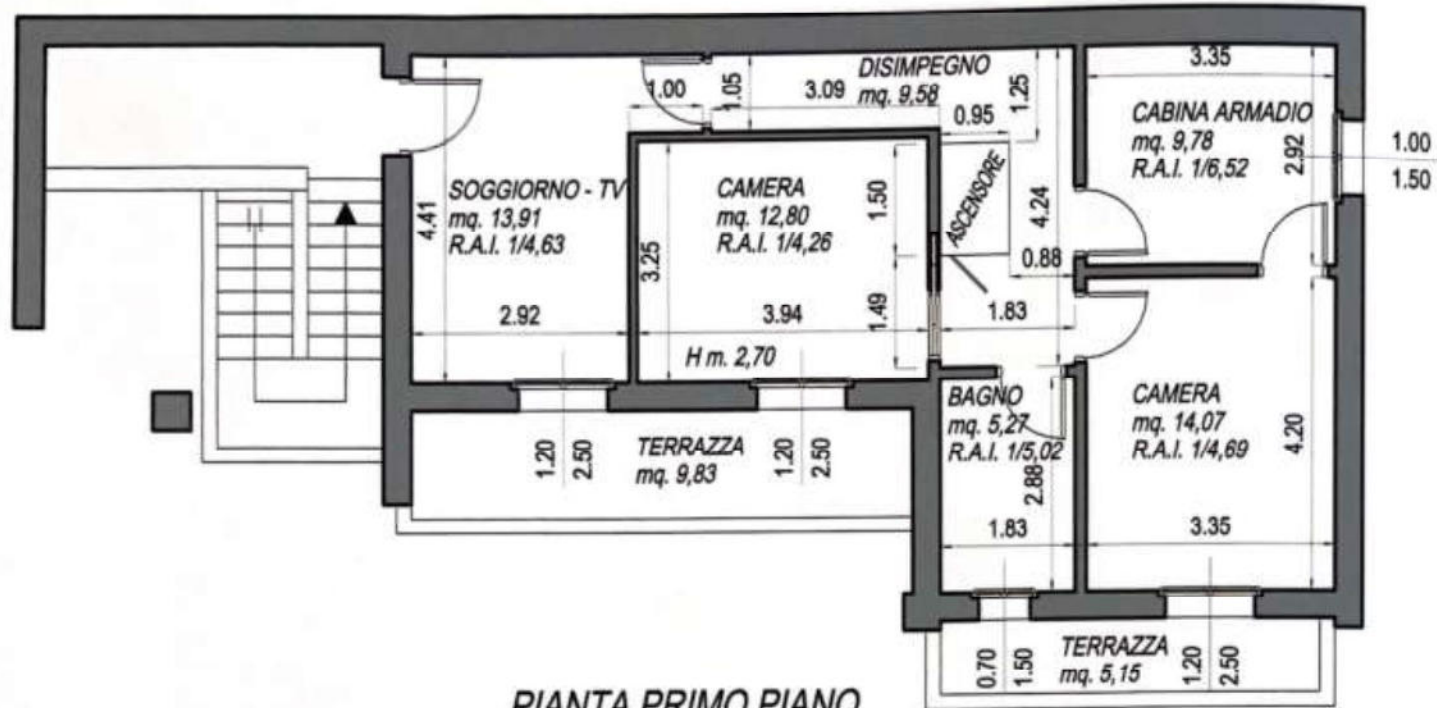 DISIMPEGNO
mq. 9,58
3.35
1.00
1.05
3.09
1.25
0.95
CABINA ARMADIO
mq. 9,78
R.A.I. 1/6,52
2.92
1.00
1.50
SOGGIORNO - TV
mq. 13,91
R.A.I. 1/4,63
4.41
2.92
CAMERA
mq. 12,80
R.A.I. 1/4,26
3.25
3.94
H m. 2,70
1.50
1.49
ASCENSORE
4.24
0.88
1.83
BAGNO
mq. 5,27
R.A.I. 1/5,02
2.88
1.83
CAMERA
mq. 14,07
R.A.I. 1/4,69
4.20
3.35
TERRAZZA
mq. 9,83
1.20
2.50
1.20
2.50
TERRAZZA
mq. 5,15
0.70
1.50
1.20
2.50
PIANTA PRIMO PIANO